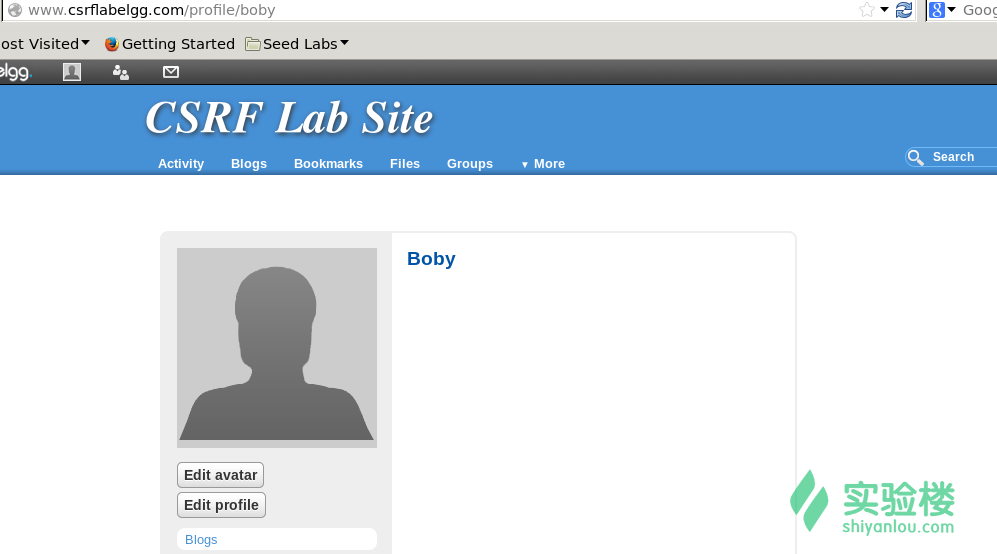 www.csrflabelgg.com/profile/boby
Goog
ost Visited Getting Started Seed Labs
elgg.
CSRF Lab Site
Activity Blogs Bookmarks Files Groups ▼ More Search
Boby
Edit avatar
Edit profile
Blogs
实验楼
shiyanlou.com